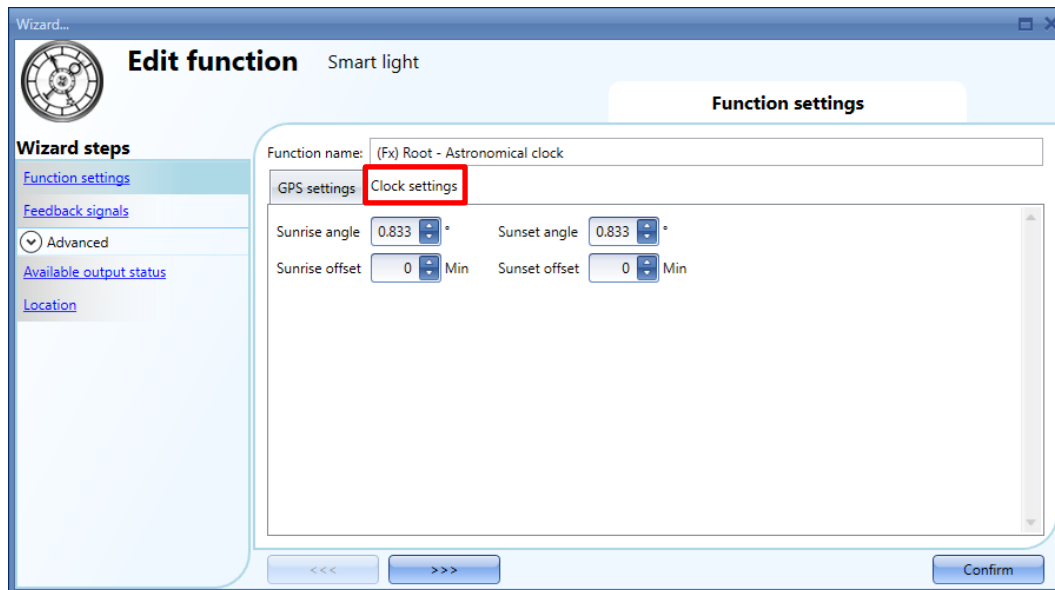 Wizard...
Edit function Smart light
Function settings
Wizard steps
Function settings
Feedback signals
Advanced
Available output status
Location
Function name: (Fx) Root - Astronomical clock
GPS settings Clock settings
Sunrise angle 0.833 ° Sunset angle 0.833 °
Sunrise offset 0 Min Sunset offset 0 Min
<<< >>> Confirm